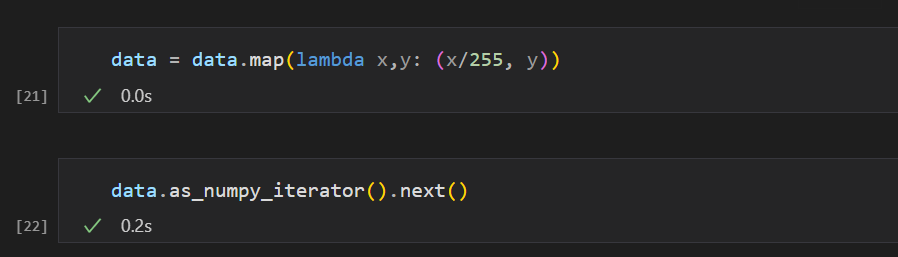 data = data.map(lambda x,y: (x/255, y))
[21] ✓ 0.0s
data.as_numpy_iterator().next()
[22] ✓ 0.2s